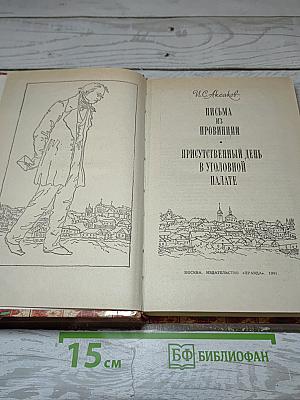 И.С.Аксаков
ПИСЬМА
ИЗ
ПРОВИНЦИИ
•
ПРИСУТСТВЕННЫЙ ДЕНЬ
В УГОЛОВНОЙ
ПАЛАТЕ
МОСКВА. ИЗДАТЕЛЬСТВО «ПРАВДА». 1991.
15 см
БФ БИБЛИОФАН